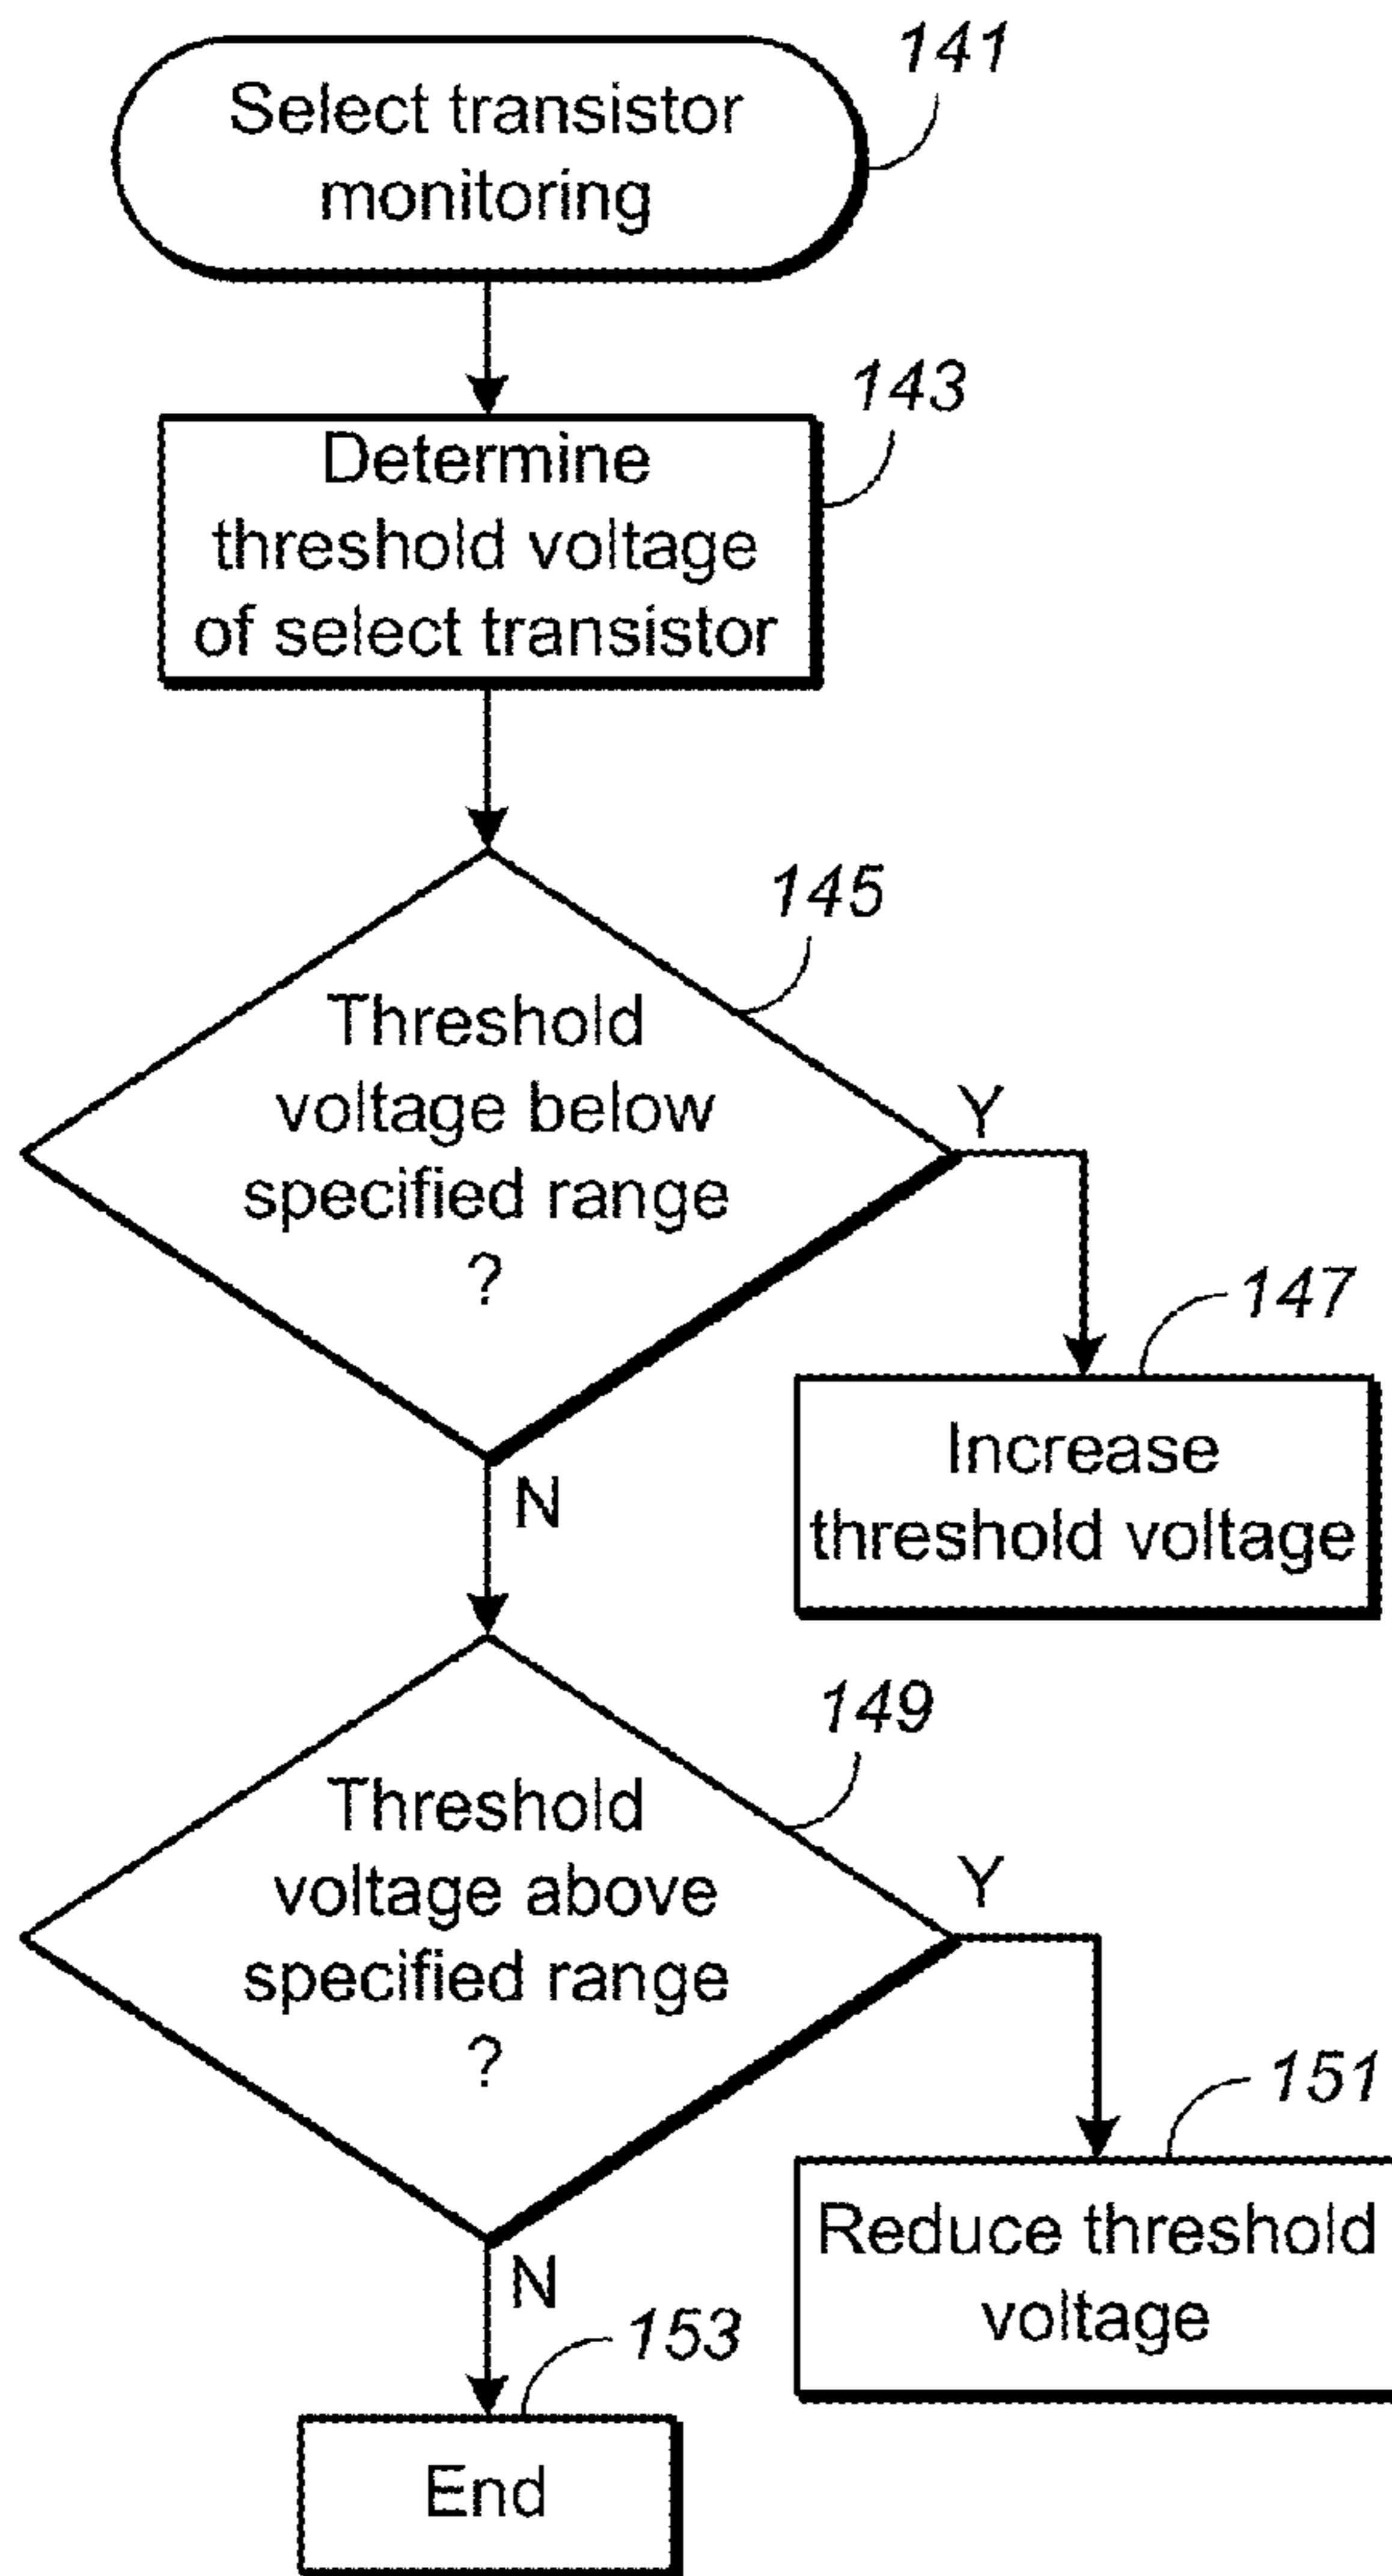 141
Select transistor
monitoring
143
Determine
threshold voltage
of select transistor
145
Threshold
voltage below
specified range
?
Y
147
Increase
threshold voltage
N
149
Threshold
voltage above
specified range
?
Y
151
Reduce threshold
voltage
N
153
End